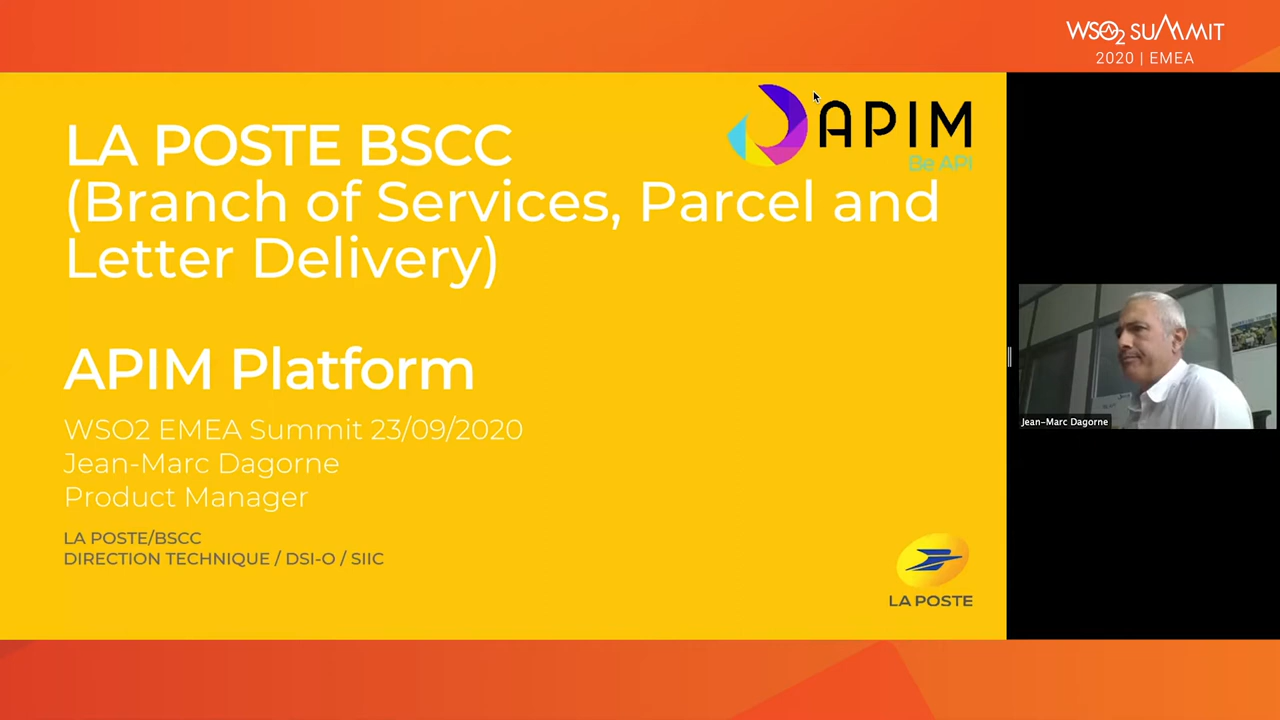 WSO2 SUMMIT
2020 | EMEA
APIM
Be API
LA POSTE BSCC
(Branch of Services, Parcel and
Letter Delivery)
APIM Platform
WSO2 EMEA Summit 23/09/2020
Jean-Marc Dagorne
Product Manager
LA POSTE/BSCC
DIRECTION TECHNIQUE / DSI-O / SIIC
LA POSTE
Jean-Marc Dagorne